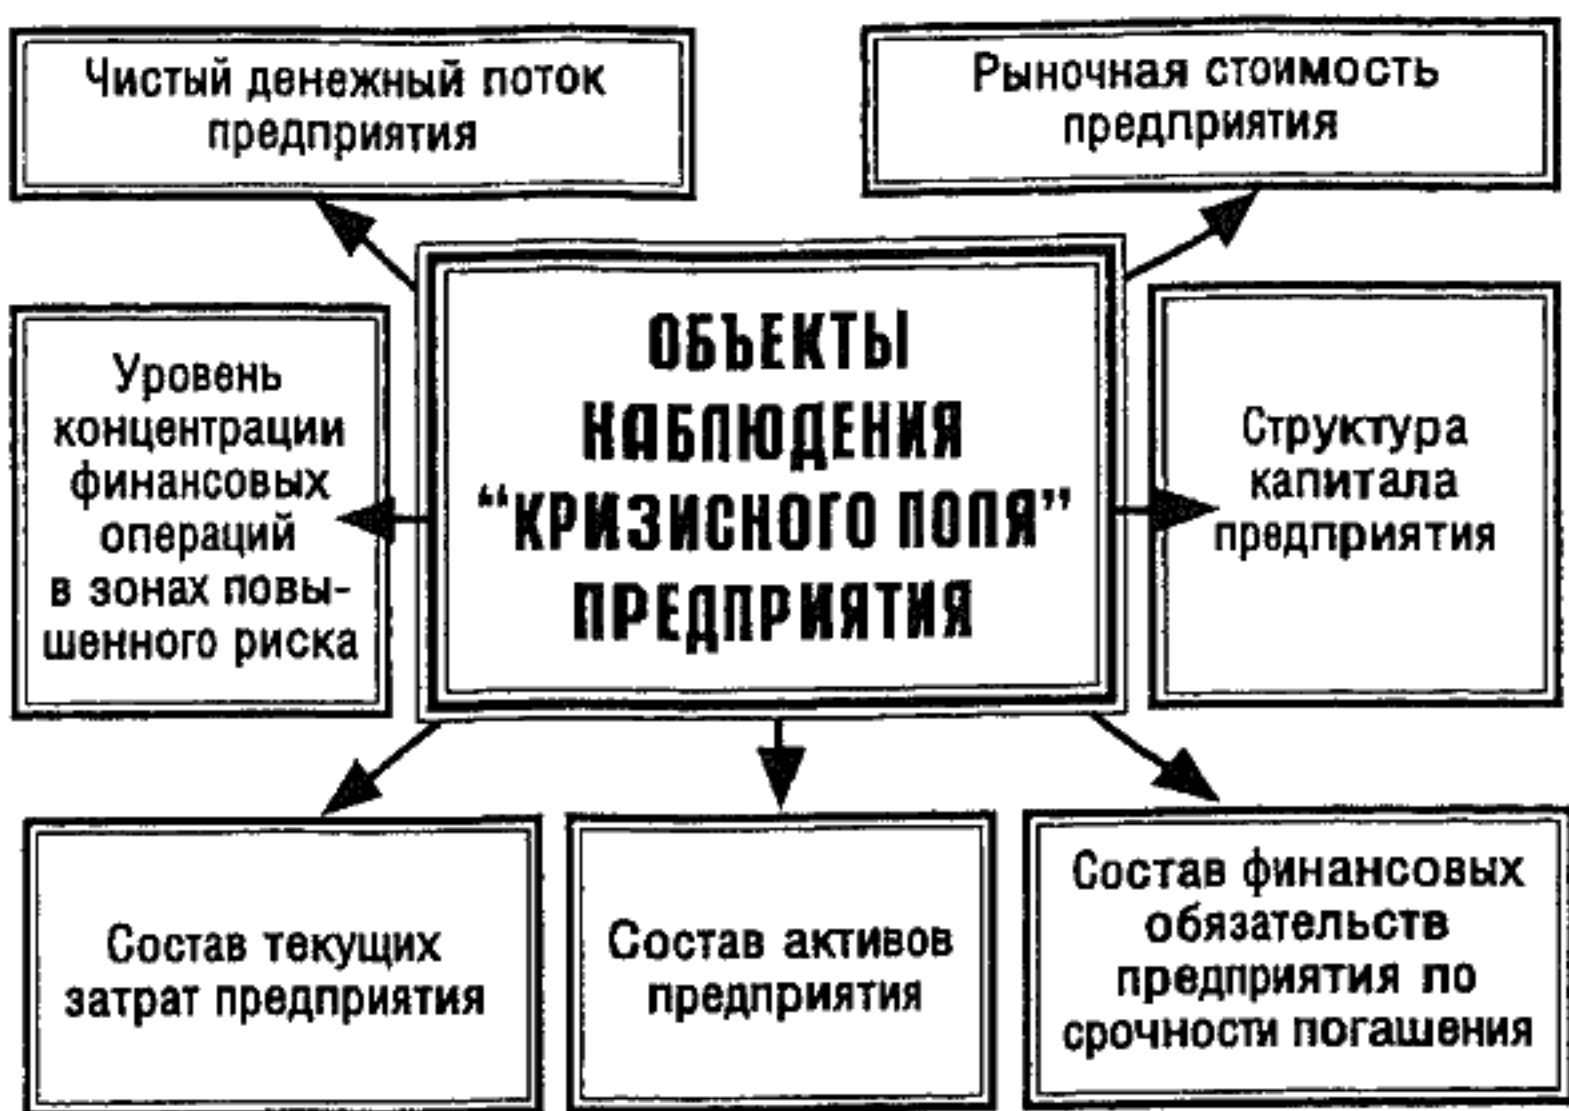 Чистый денежный поток
предприятия
Рыночная стоимость
предприятия
ОБЪЕКТЫ
НАБЛЮДЕНИЯ
“КРИЗИСНОГО ПОЛЯ”
ПРЕДПРИЯТИЯ
Уровень
концентрации
финансовых
операций
в зонах повы-
шенного риска
Структура
капитала
предприятия
Состав текущих
затрат предприятия
Состав активов
предприятия
Состав финансовых
обязательств
предприятия по
срочности погашения